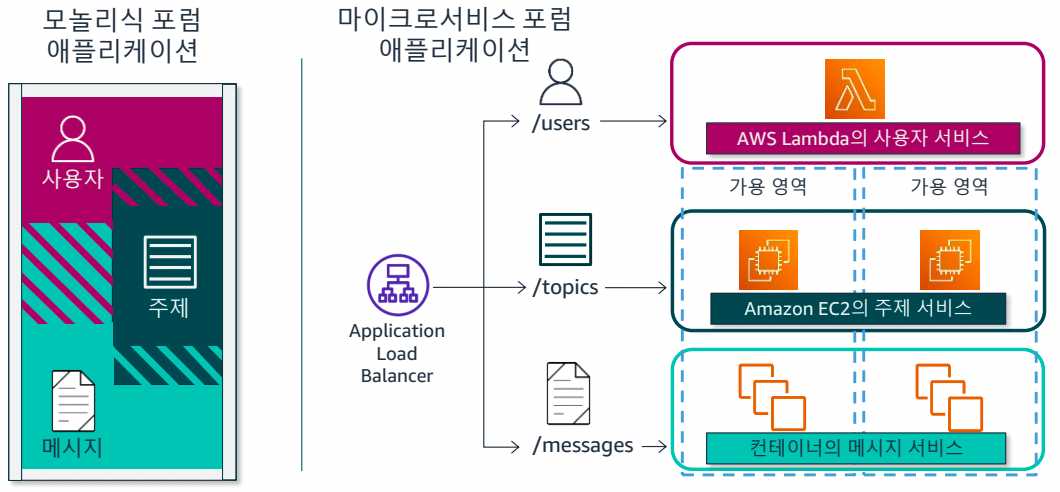 모놀리식 포럼
애플리케이션
사용자
주제
메시지
마이크로서비스 포럼
애플리케이션
Application
Load
Balancer
/users
/topics
/messages
AWS Lambda의 사용자 서비스
가용 영역
가용 영역
Amazon EC2의 주제 서비스
컨테이너의 메시지 서비스